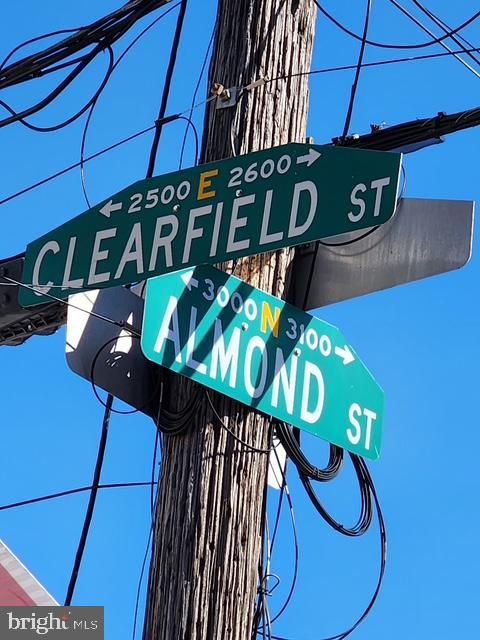 ← 2500 E 2600 →
CLEARFIELD ST
← 3000 N 3100 →
ALMOND ST
bright MLS